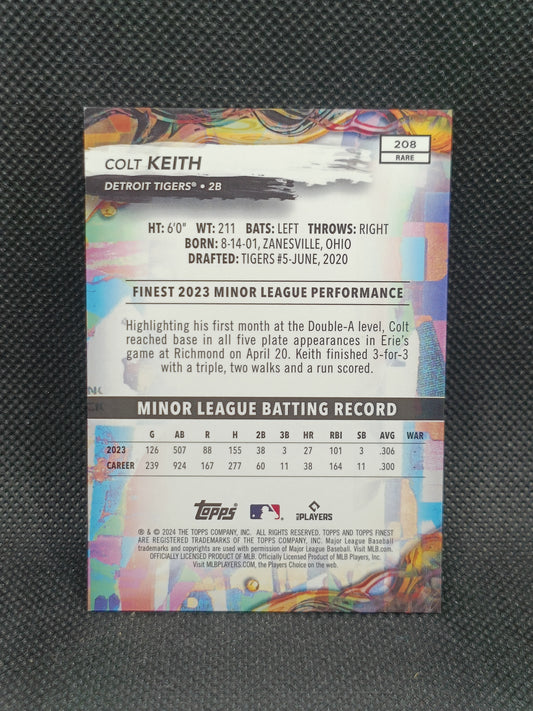 208
RARE
COLT KEITH
DETROIT TIGERS® • 2B
HT: 6'0" WT: 211 BATS: LEFT THROWS: RIGHT
BORN: 8-14-01, ZANESVILLE, OHIO
DRAFTED: TIGERS #5-JUNE, 2020
FINEST 2023 MINOR LEAGUE PERFORMANCE
Highlighting his first month at the Double-A level, Colt
reached base in all five plate appearances in Erie's
game at Richmond on April 20. Keith finished 3-for-3
with a triple, two walks and a run scored.
MINOR LEAGUE BATTING RECORD
G AB R H 2B 3B HR RBI SB AVG WAR
2023 126 507 88 155 38 3 27 101 3 .306 -
CAREER 239 924 167 277 60 11 38 164 11 .300
Topps PLAYERS
® & © 2024 THE TOPPS COMPANY, INC. ALL RIGHTS RESERVED. TOPPS AND TOPPS FINEST
ARE REGISTERED TRADEMARKS OF THE TOPPS COMPANY, INC. Major League Baseball
trademarks and copyrights are used with permission of Major League Baseball. Visit MLB.com.
OFFICIALLY LICENSED PRODUCT OF MLB. Officially Licensed Product of MLB Players, Inc.
Visit MLBPLAYERS.COM, the Players Choice on the web.